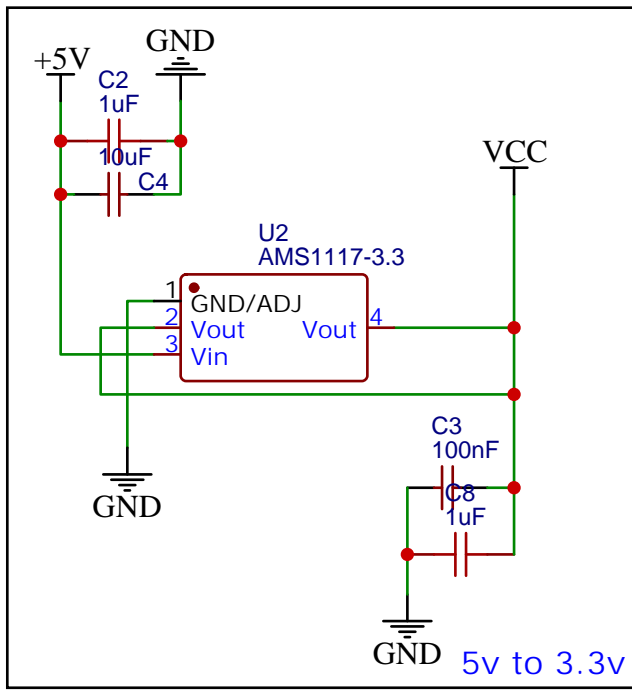 GND
+5V
C2
1uF
10uF
C4
VCC
U2
AMS1117-3.3
1
GND/ADJ
2
Vout
Vout
4
3
Vin
C3
100nF
C8
1uF
GND
GND
5v to 3.3v